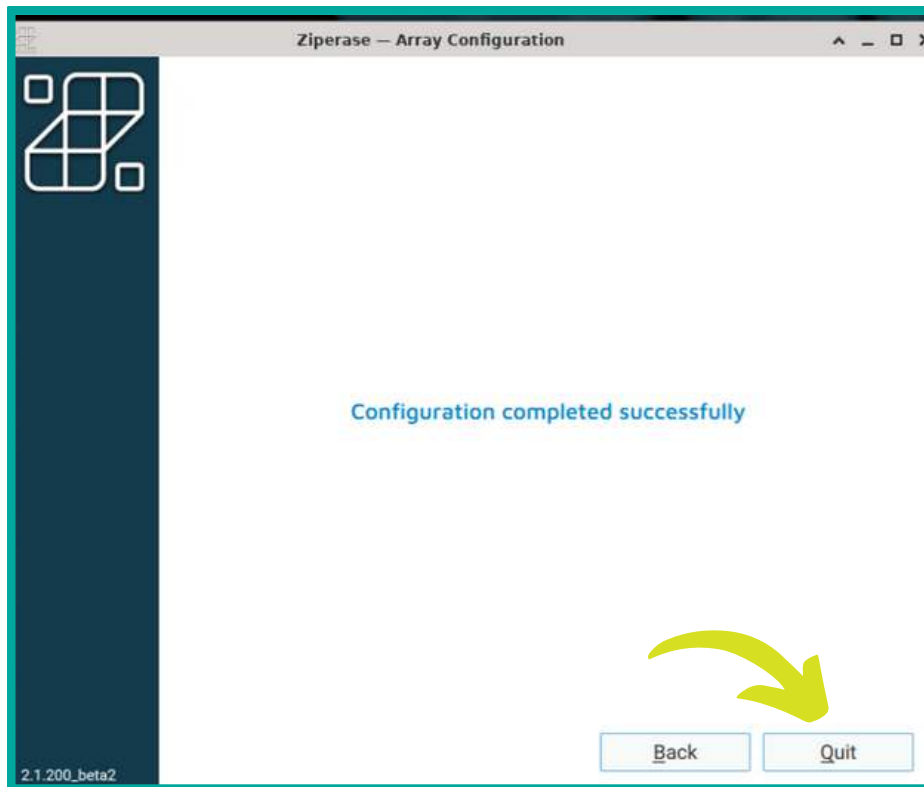 Ziperase — Array Configuration
Configuration completed successfully
Back
Quit
2.1.200_beta2